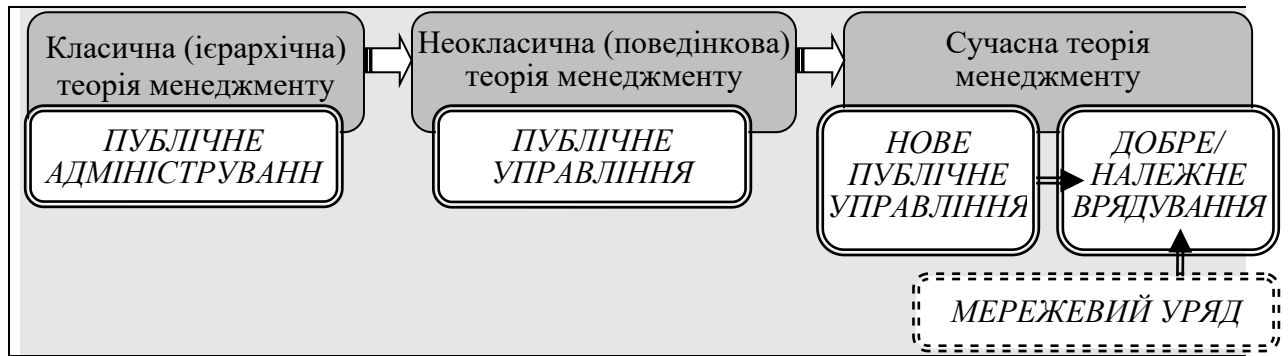 Класична (ієрархічна)
теорія менеджменту
Неокласична (поведінкова)
теорія менеджменту
Сучасна теорія
менеджменту
ПУБЛІЧНЕ
АДМІНІСТРУВАНН
ПУБЛІЧНЕ
УПРАВЛІННЯ
НОВЕ
ПУБЛІЧНЕ
УПРАВЛІННЯ
ДОБРЕ/
НАЛЕЖНЕ
ВРЯДУВАННЯ
МЕРЕЖЕВИЙ УРЯД